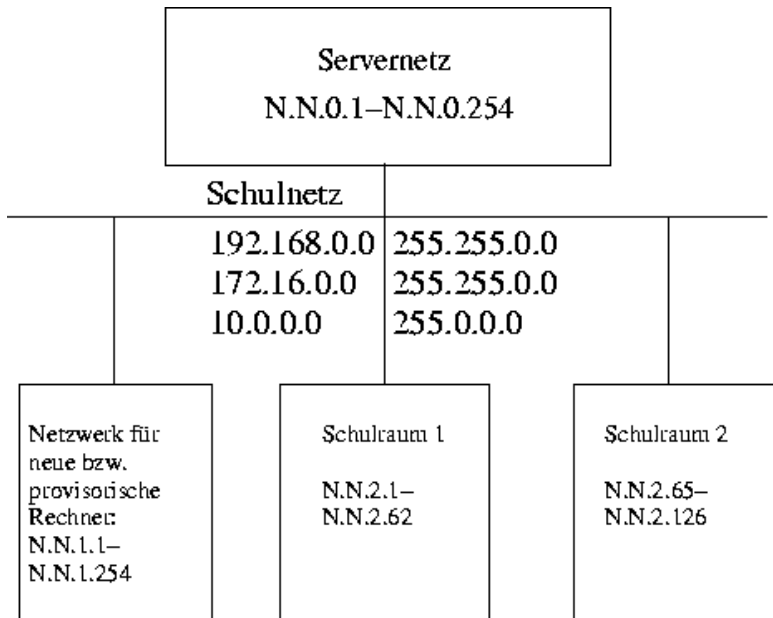 Servernetz
N.N.0.1–N.N.0.254
Schulnetz
192.168.0.0 255.255.0.0
172.16.0.0 255.255.0.0
10.0.0.0 255.0.0.0
Netzwerk für
neue bzw.
provisorische
Rechner:
N.N.1.1–
N.N.1.254
Schulraum 1
N.N.2.1–
N.N.2.62
Schulraum 2
N.N.2.65–
N.N.2.126